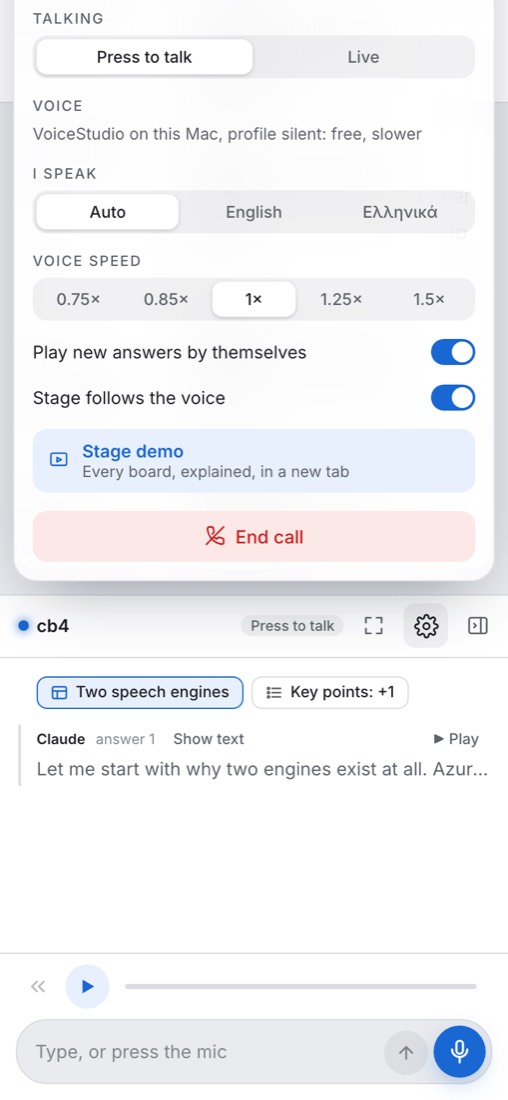 TALKING
Press to talk
Live
VOICE
VoiceStudio on this Mac, profile silent: free, slower
I SPEAK
Auto
English
Ελληνικά
VOICE SPEED
0.75×
0.85×
1×
1.25×
1.5×
Play new answers by themselves
Stage follows the voice
Stage demo
Every board, explained, in a new tab
End call
cb4
Press to talk
Two speech engines
Key points: +1
Claude answer 1 Show text
Play
Let me start with why two engines exist at all. Azur...
Type, or press the mic